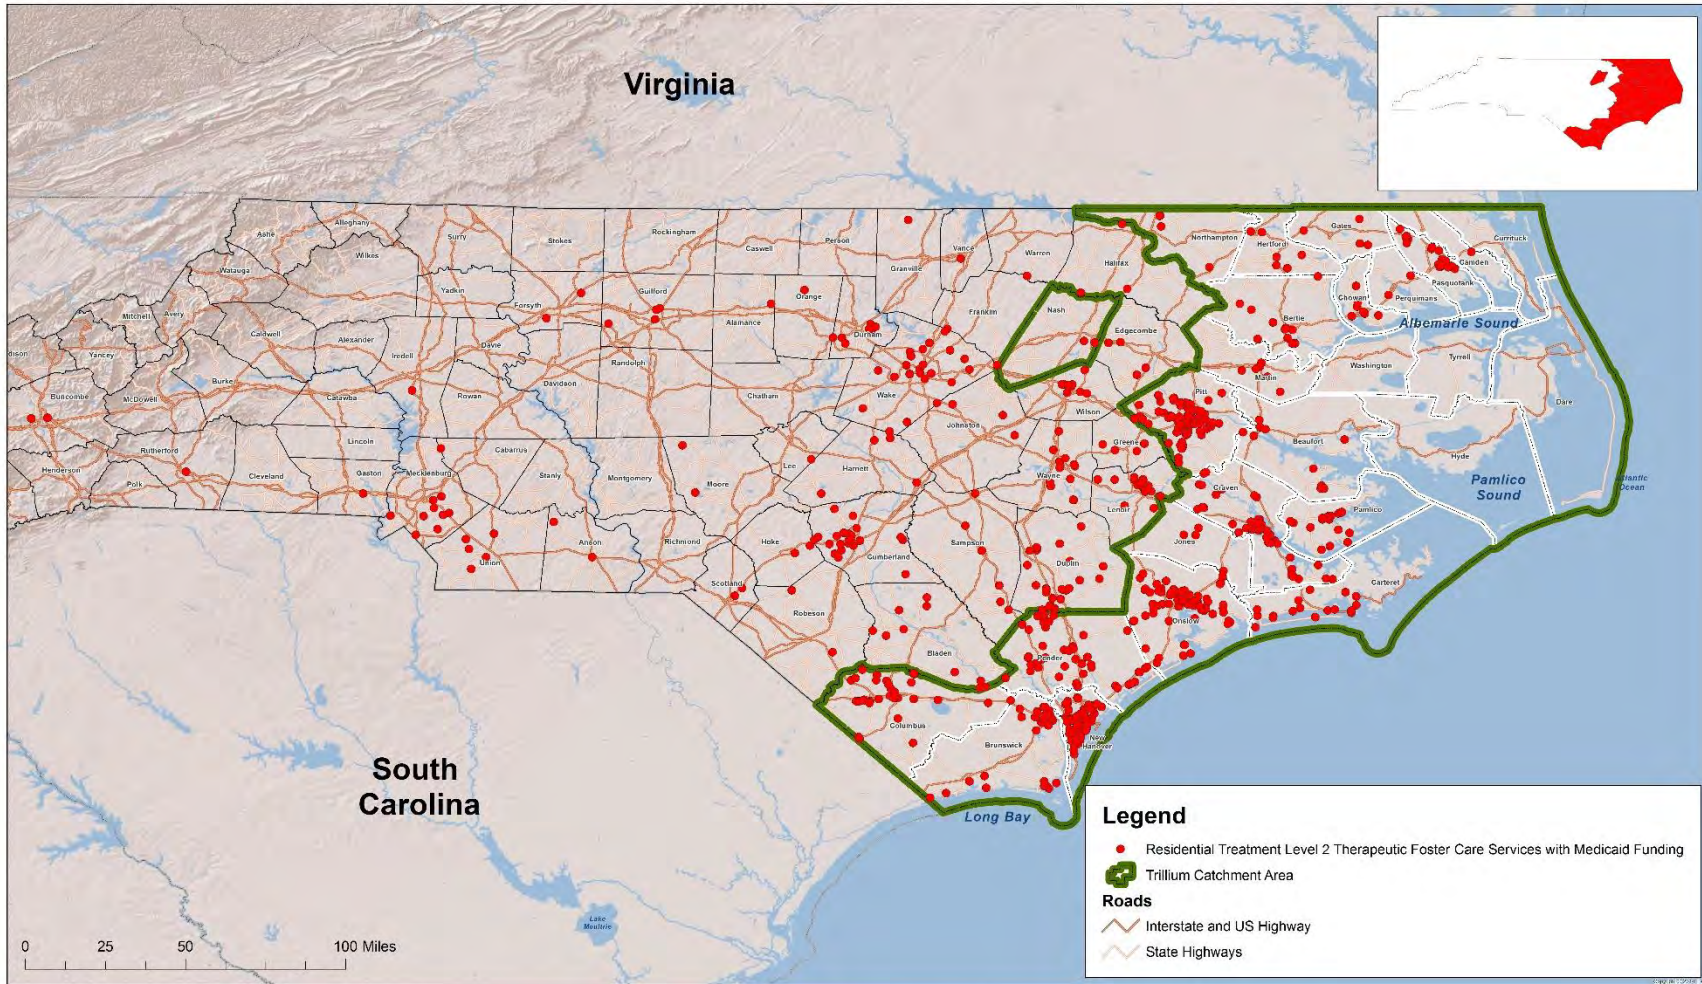 Virginia
Alleghany
Ashe
Surry
Stokes
Rockingham
Caswell
Person
Vance
Warren
Northampton
Gates
Hertford
Currituck
Camden
Pasquotank
Wilkes
Watauga
Granville
Halifax
Perquimans
Chowan
Yadkin
Forsyth
Guilford
Orange
Alamance
Franklin
Nash
Bertie
Albemarle Sound
Mitchell
Avery
Caldwell
Alexander
Iredell
Davie
Durham
Edgecombe
dison
Yancey
Randolph
Tyrrell
Washington
Martin
Burke
Davidson
Buncombe
McDowell
Catawba
Rowan
Chatham
Wake
Wilson
Pitt
Dare
Johnston
Beaufort
Greene
Rutherford
Lincoln
Cabarrus
Hyde
Henderson
Polk
Cleveland
Gaston
Mecklenburg
Stanly
Montgomery
Moore
Lee
Harnett
Wayne
Craven
Pamlico
Sound
Atlantic
Ocean
Lenoir
Pamlico
Union
Anson
Richmond
Hoke
Cumberland
Sampson
Duplin
Jones
Carteret
Scotland
Robeson
Onslow
Bladen
Pender
Columbus
Brunswick
New
Hanover
South
Carolina
Long Bay
Lake
Moultrie
0 25 50 100 Miles
Legend
Residential Treatment Level 2 Therapeutic Foster Care Services with Medicaid Funding
Trillium Catchment Area
Roads
Interstate and US Highway
State Highways